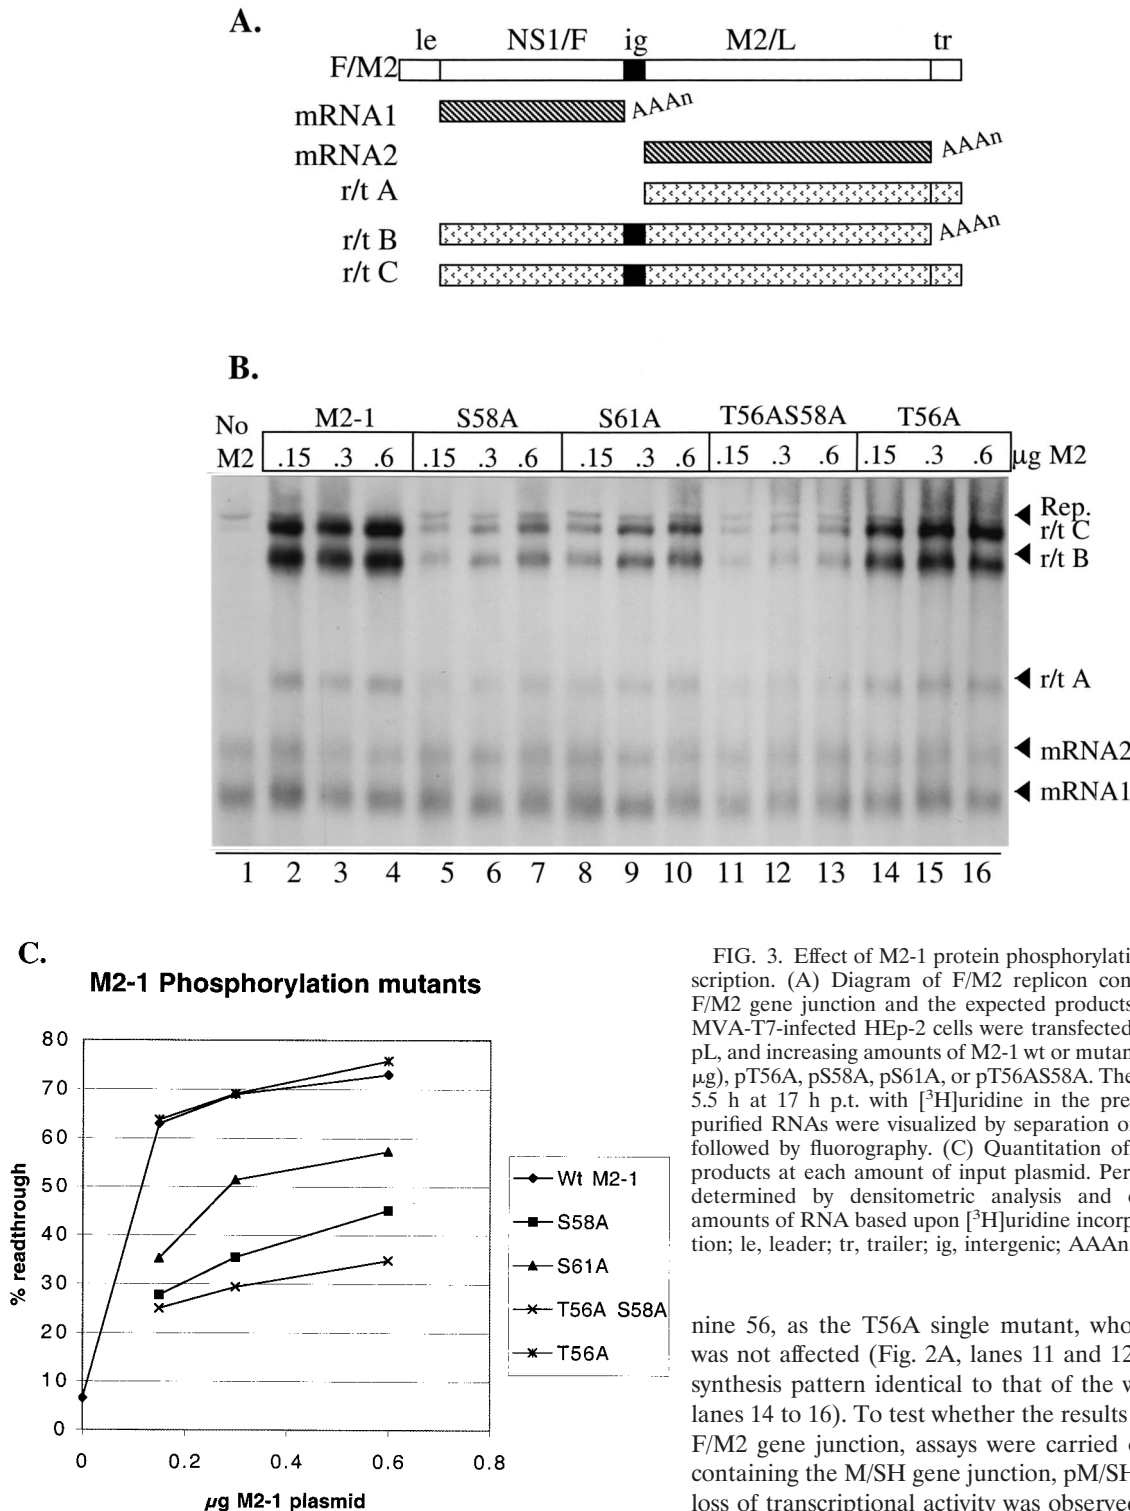 A.
le NS1/F ig M2/L tr
F/M2
mRNA1 AAAn
mRNA2 AAAn
r/t A
r/t B AAAn
r/t C
B.
No M2-1 S58A S61A T56AS58A T56A
M2 .15 .3 .6 .15 .3 .6 .15 .3 .6 .15 .3 .6 .15 .3 .6 µg M2
Rep.
r/t C
r/t B
r/t A
mRNA2
mRNA1
1 2 3 4 5 6 7 8 9 10 11 12 13 14 15 16
C.
M2-1 Phosphorylation mutants
80
70
60
50
40
30
20
10
0
% readthrough
0 0.2 0.4 0.6 0.8
µg M2-1 plasmid
Wt M2-1
S58A
S61A
T56A S58A
T56A
FIG. 3. Effect of M2-1 protein phosphorylati
scription. (A) Diagram of F/M2 replicon con
F/M2 gene junction and the expected products
MVA-T7-infected HEp-2 cells were transfected
pL, and increasing amounts of M2-1 wt or mutan
µg), pT56A, pS58A, pS61A, or pT56AS58A. The
5.5 h at 17 h p.t. with [3H]uridine in the pre
purified RNAs were visualized by separation o
followed by fluorography. (C) Quantitation of
products at each amount of input plasmid. Per
determined by densitometric analysis and
amounts of RNA based upon [3H]uridine incorp
tion; le, leader; tr, trailer; ig, intergenic; AAAn
nine 56, as the T56A single mutant, who
was not affected (Fig. 2A, lanes 11 and 12
synthesis pattern identical to that of the w
lanes 14 to 16). To test whether the results
F/M2 gene junction, assays were carried
containing the M/SH gene junction, pM/SH
loss of transcriptional activity was observed